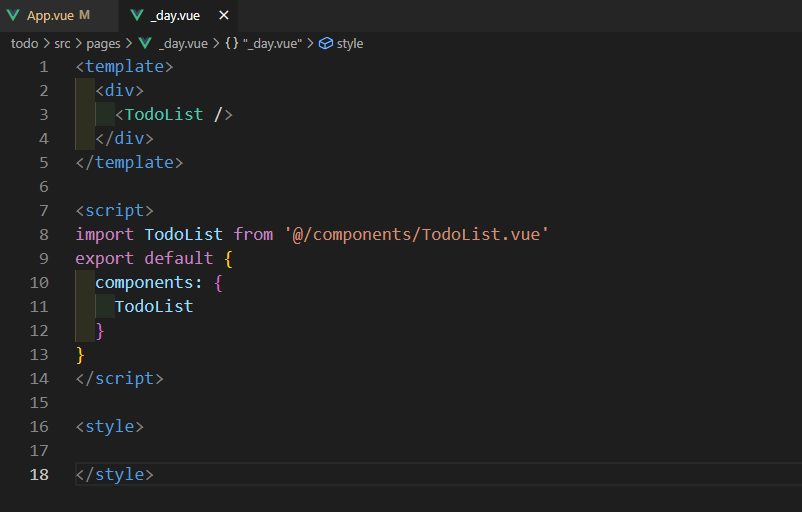 App.vue M
_day.vue ×
todo > src > pages > _day.vue > {} "_day.vue" > style
1 <template>
2 <div>
3 <TodoList />
4 </div>
5 </template>
6
7 <script>
8 import TodoList from '@/components/TodoList.vue'
9 export default {
10 components: {
11 TodoList
12 }
13 }
14 </script>
15
16 <style>
17
18 </style>